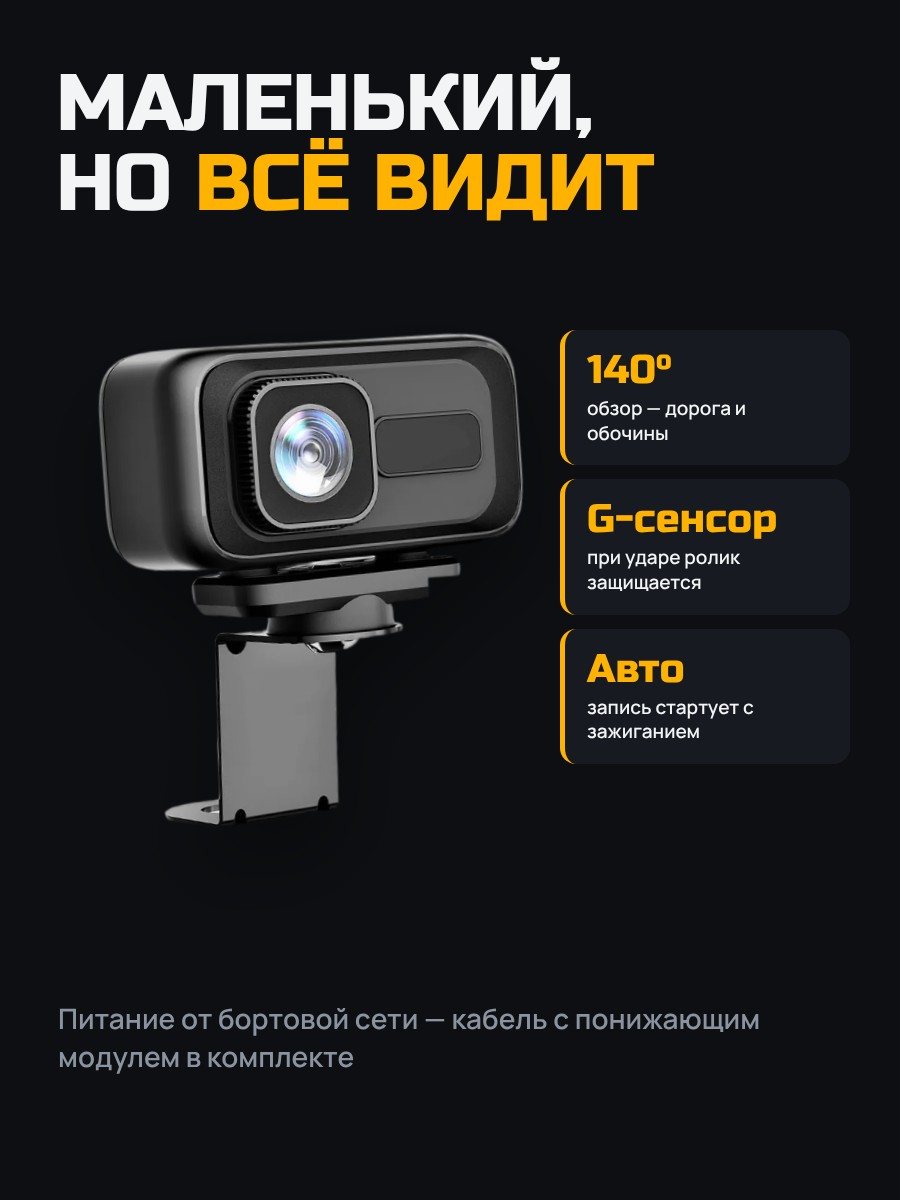 МАЛЕНЬКИЙ,
НО ВСЁ ВИДИТ
140º
обзор — дорога и
обочины
G-сенсор
при ударе ролик
защищается
Авто
запись стартует с
зажиганием
Питание от бортовой сети — кабель с понижающим
модулем в комплекте